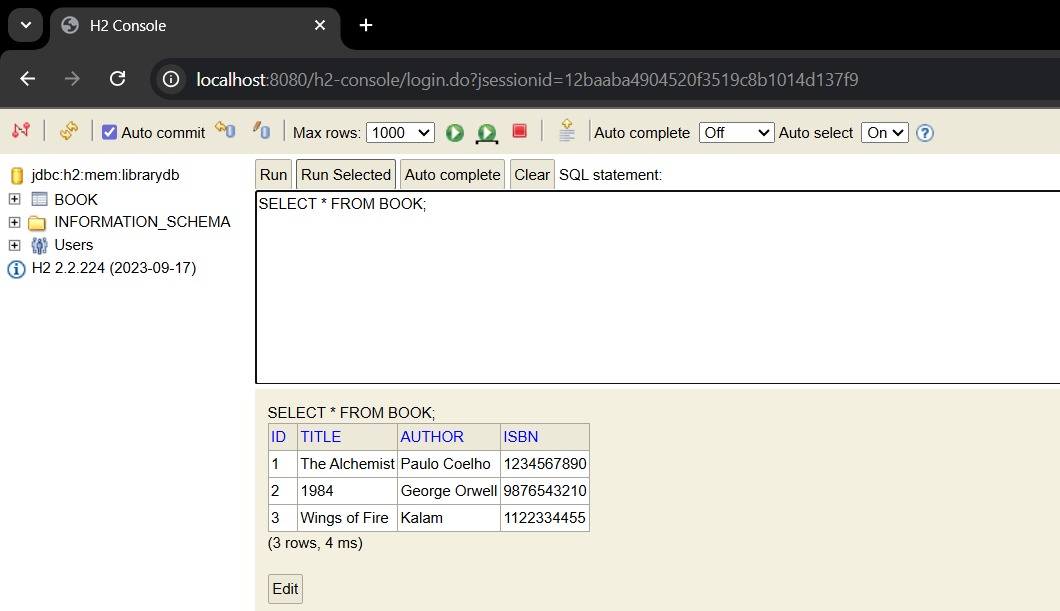 H2 Console
localhost:8080/h2-console/login.do?jsessionid=12baaba4904520f3519c8b1014d137f9
Auto commit Max rows: 1000 Auto complete Off Auto select On ?
jdbc:h2:mem:librarydb
BOOK
INFORMATION_SCHEMA
Users
H2 2.2.224 (2023-09-17)
Run Run Selected Auto complete Clear SQL statement:
SELECT * FROM BOOK;
SELECT * FROM BOOK;
ID TITLE AUTHOR ISBN
1 The Alchemist Paulo Coelho 1234567890
2 1984 George Orwell 9876543210
3 Wings of Fire Kalam 1122334455
(3 rows, 4 ms)
Edit